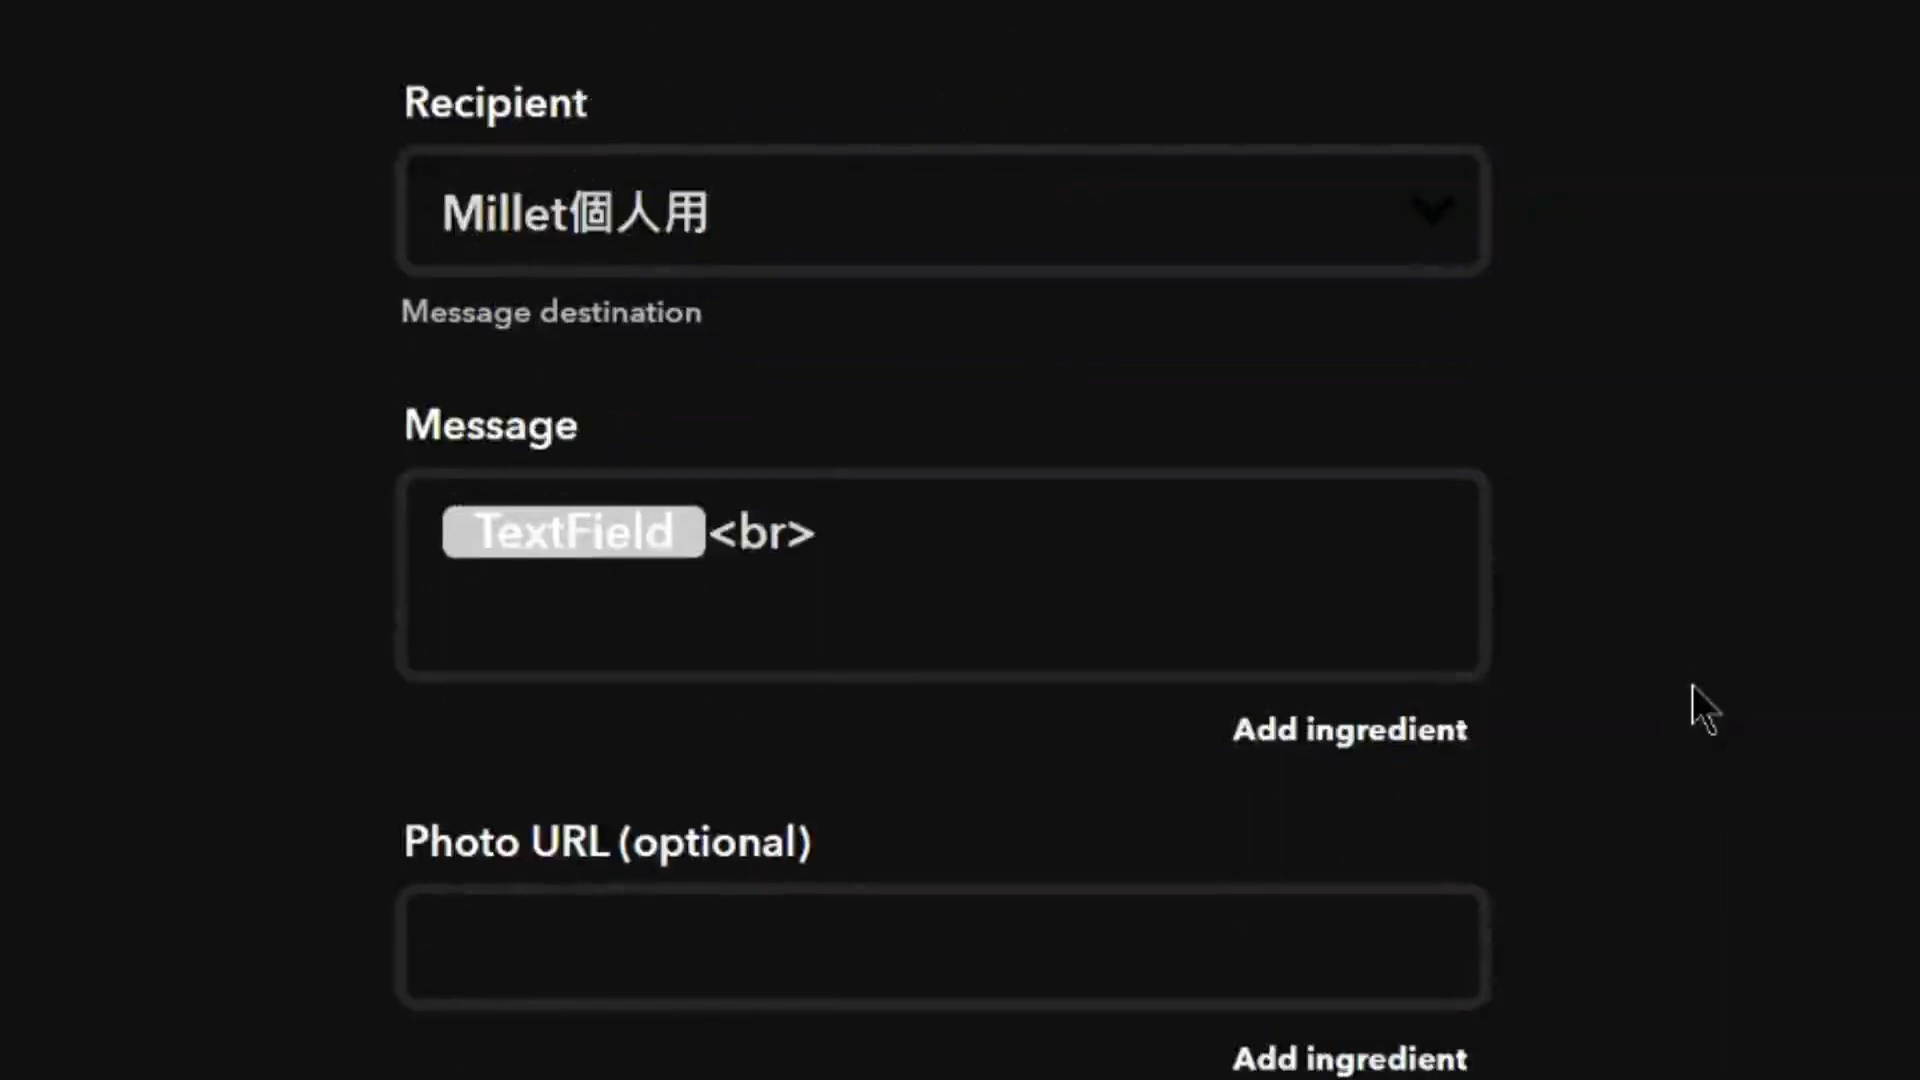 Recipient
Millet個人用
Message destination
Message
TextField <br>
Add ingredient
Photo URL (optional)
Add ingredient